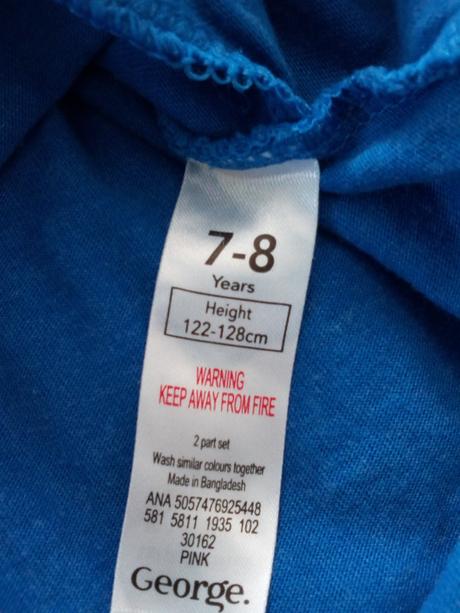 7-8
Years
Height
122-128cm
WARNING
KEEP AWAY FROM FIRE
2 part set
Wash similar colours together
Made in Bangladesh
ANA 5057476925448
581 5811 1935 102
30162
PINK
George.